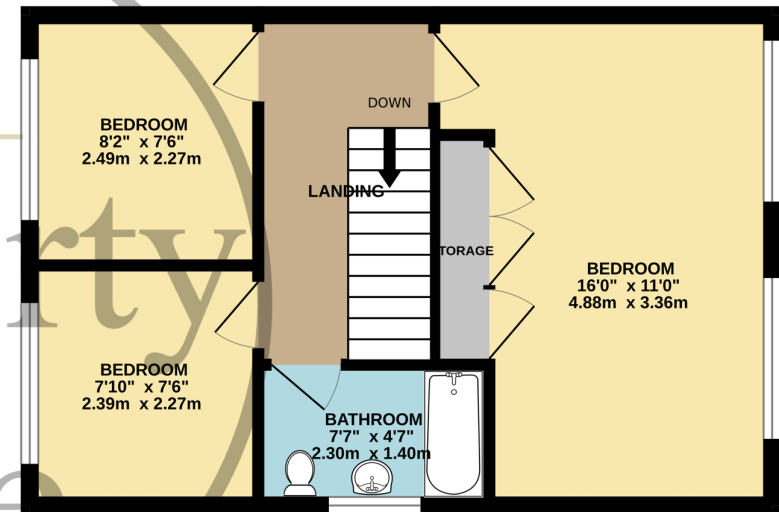 BEDROOM
8'2" x 7'6"
2.49m x 2.27m
DOWN
LANDING
TORAGE
BEDROOM
16'0" x 11'0"
4.88m x 3.36m
BEDROOM
7'10" x 7'6"
2.39m x 2.27m
BATHROOM
7'7" x 4'7"
2.30m x 1.40m
rty
e